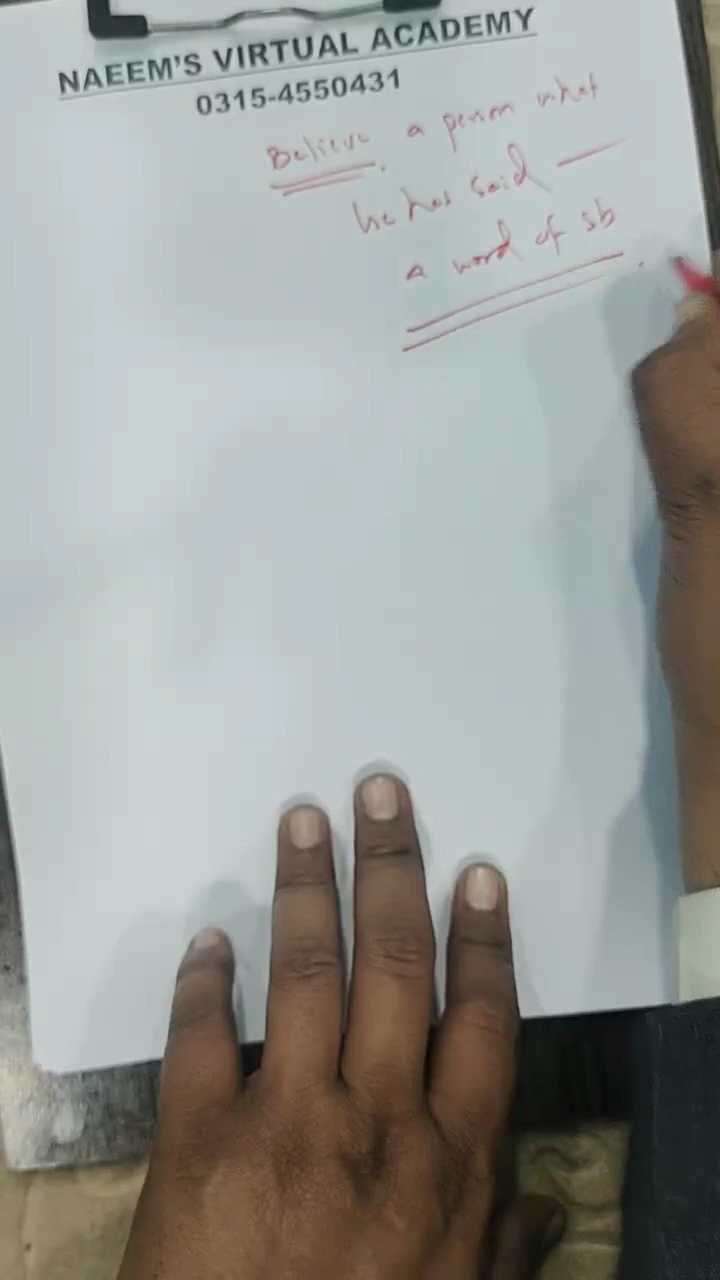 NAEEM'S VIRTUAL ACADEMY
0315-4550431
Believe. a person what
he has said —
a word of sb.